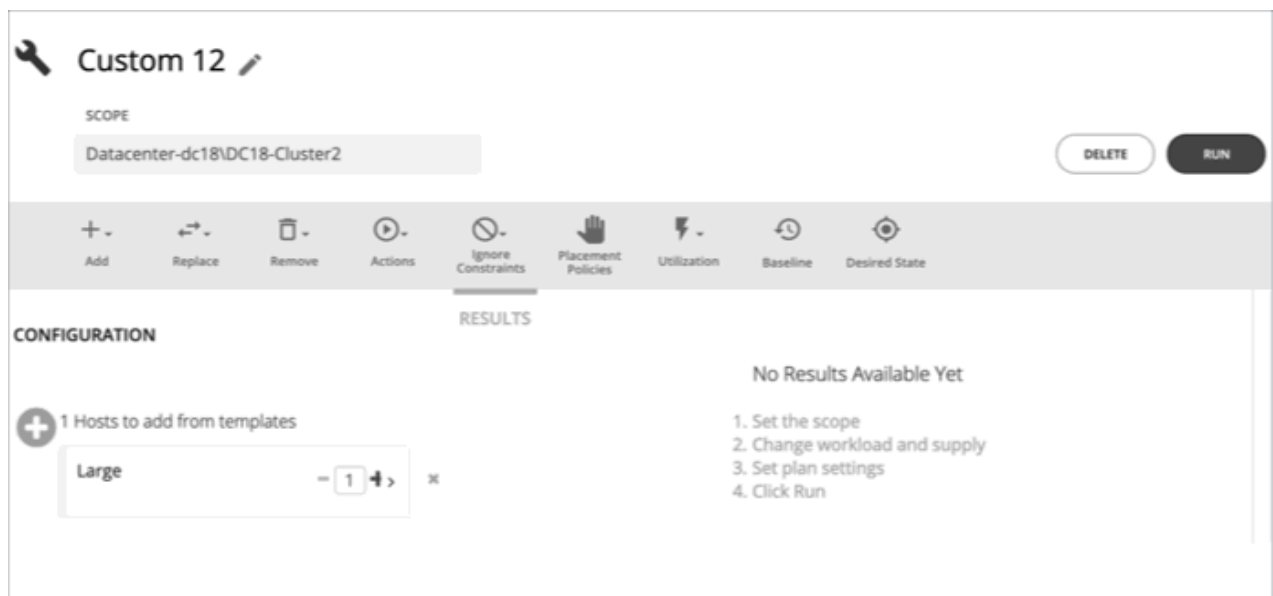 Custom 12
SCOPE
Datacenter-dc18\DC18-Cluster2
DELETE
RUN
Add
Replace
Remove
Actions
Ignore
Constraints
Placement
Policies
Utilization
Baseline
Desired State
RESULTS
CONFIGURATION
No Results Available Yet
1 Hosts to add from templates
Large
1
1. Set the scope
2. Change workload and supply
3. Set plan settings
4. Click Run